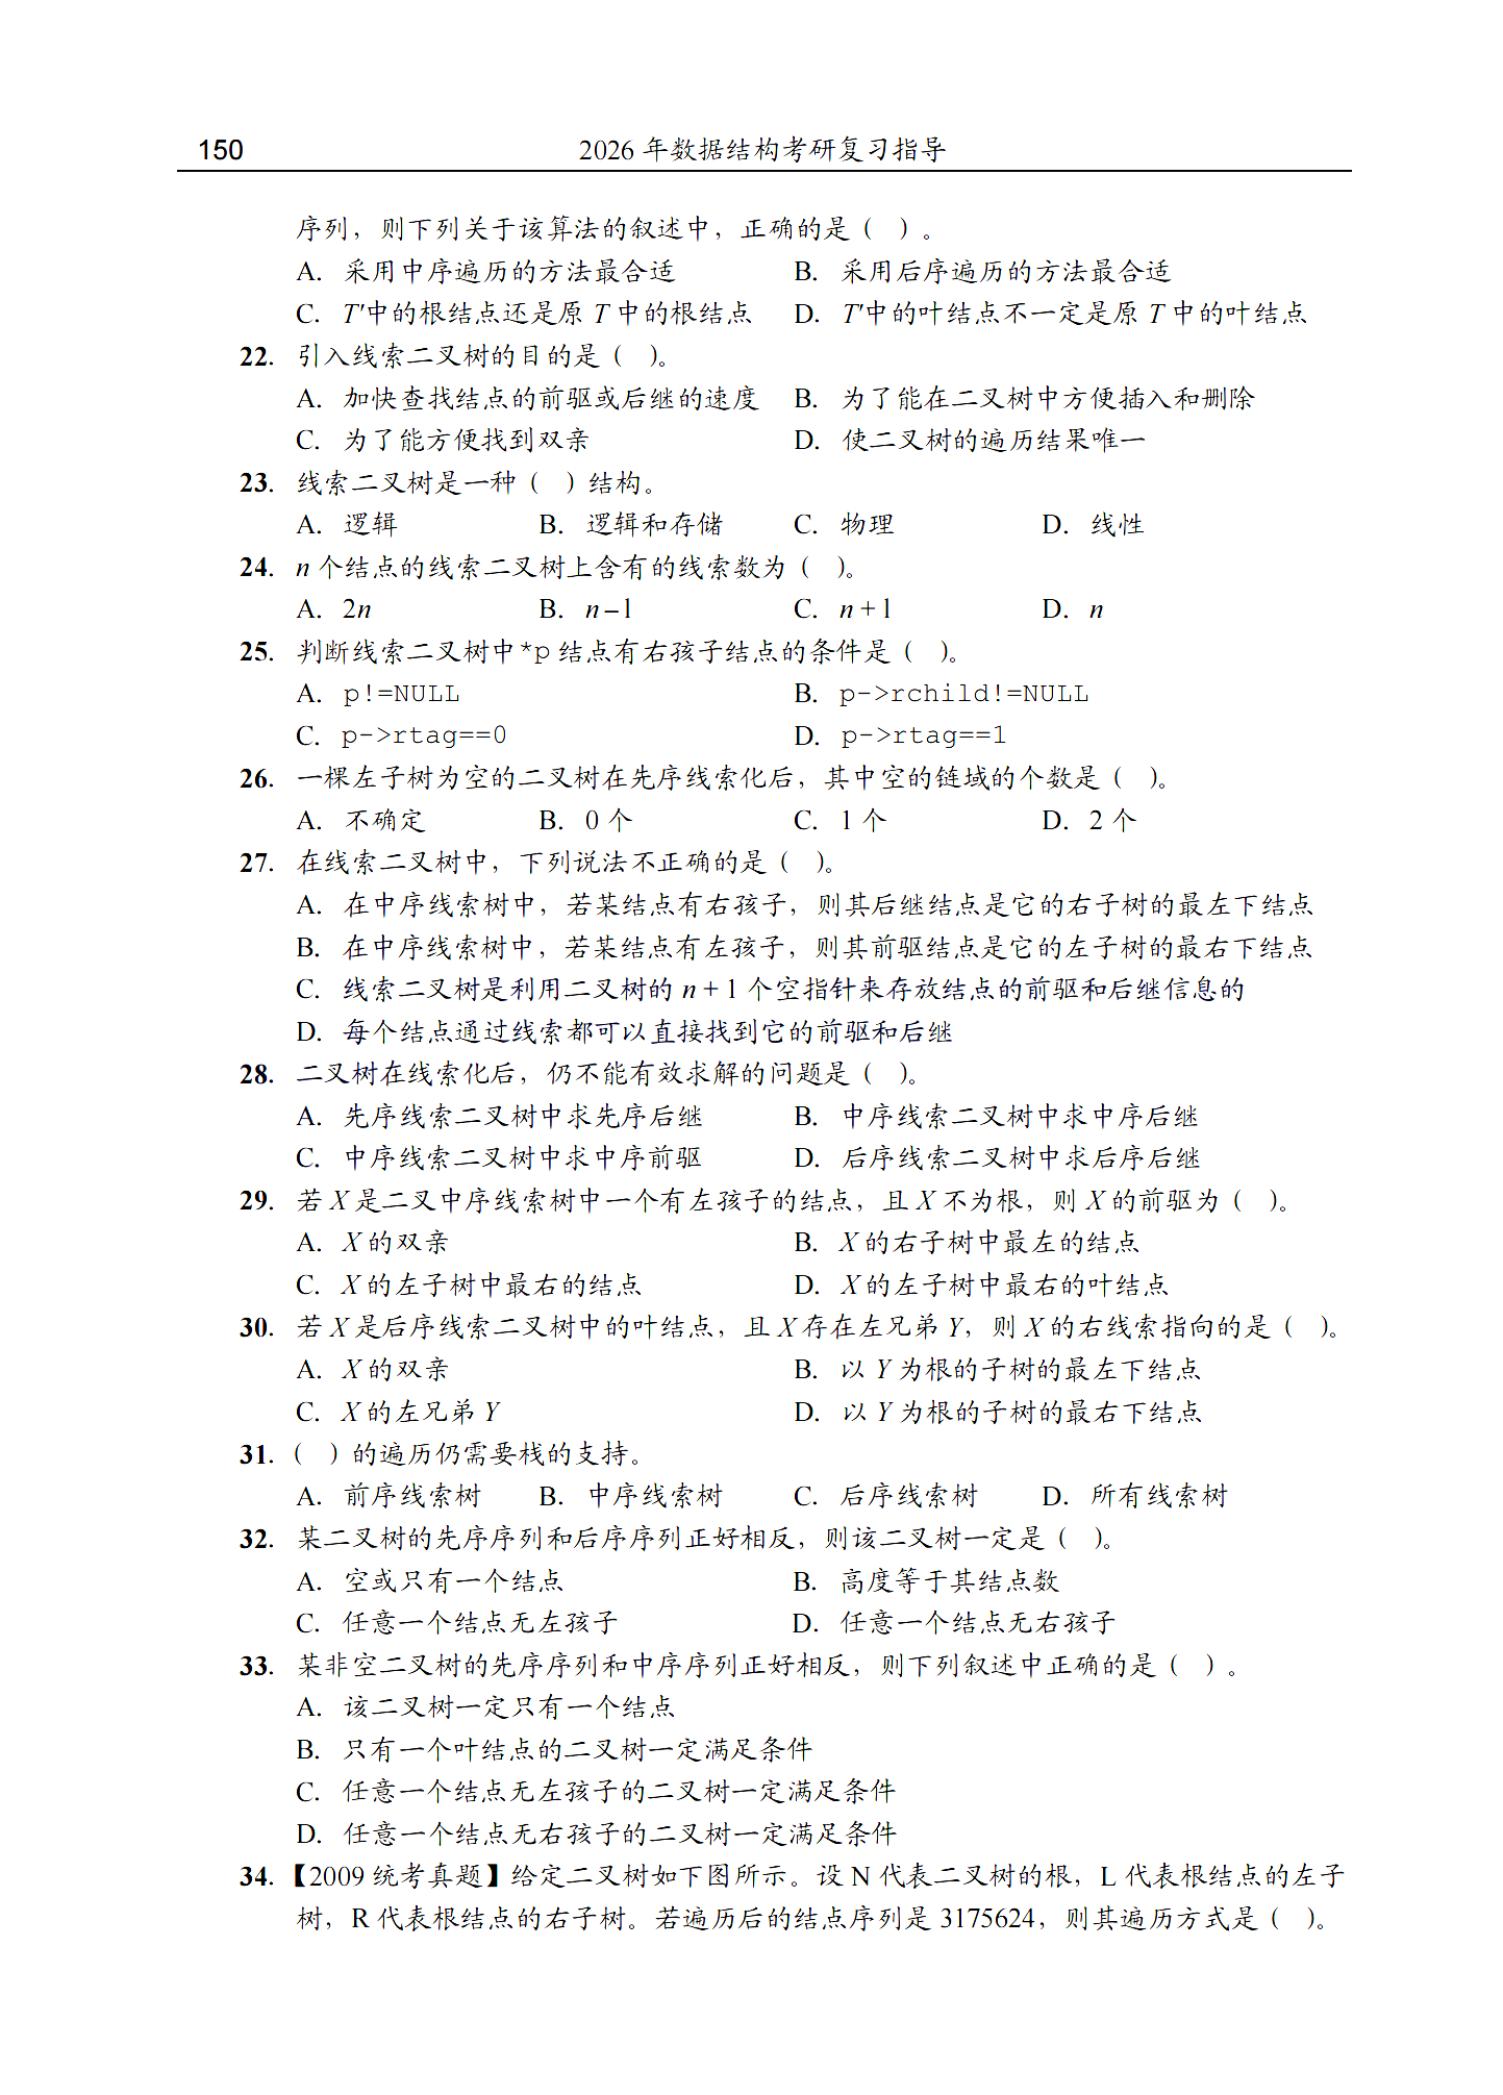 150 2026 年数据结构考研复习指导
序列，则下列关于该算法的叙述中，正确的是（ ）。
A. 采用中序遍历的方法最合适 B. 采用后序遍历的方法最合适
C. T′中的根结点还是原 T 中的根结点 D. T′中的叶结点不一定是原 T 中的叶结点
22. 引入线索二叉树的目的是（ ）。
A. 加快查找结点的前驱或后继的速度 B. 为了能在二叉树中方便插入和删除
C. 为了能方便找到双亲 D. 使二叉树的遍历结果唯一
23. 线索二叉树是一种（ ）结构。
A. 逻辑 B. 逻辑和存储 C. 物理 D. 线性
24. n 个结点的线索二叉树上含有的线索数为（ ）。
A. 2n B. n−1 C. n+1 D. n
25. 判断线索二叉树中*p 结点有右孩子结点的条件是（ ）。
A. p!=NULL B. p->rchild!=NULL
C. p->rtag==0 D. p->rtag==1
26. 一棵左子树为空的二叉树在先序线索化后，其中空的链域的个数是（ ）。
A. 不确定 B. 0 个 C. 1 个 D. 2 个
27. 在线索二叉树中，下列说法不正确的是（ ）。
A. 在中序线索树中，若某结点有右孩子，则其后继结点是它的右子树的最左下结点
B. 在中序线索树中，若某结点有左孩子，则其前驱结点是它的左子树的最右下结点
C. 线索二叉树是利用二叉树的 n+1 个空指针来存放结点的前驱和后继信息的
D. 每个结点通过线索都可以直接找到它的前驱和后继
28. 二叉树在线索化后，仍不能有效求解的问题是（ ）。
A. 先序线索二叉树中求先序后继 B. 中序线索二叉树中求中序后继
C. 中序线索二叉树中求中序前驱 D. 后序线索二叉树中求后序后继
29. 若 X 是二叉中序线索树中一个有左孩子的结点，且 X 不为根，则 X 的前驱为（ ）。
A. X 的双亲 B. X 的右子树中最左的结点
C. X 的左子树中最右的结点 D. X 的左子树中最右的叶结点
30. 若 X 是后序线索二叉树中的叶结点，且 X 存在左兄弟 Y，则 X 的右线索指向的是（ ）。
A. X 的双亲 B. 以 Y 为根的子树的最左下结点
C. X 的左兄弟 Y D. 以 Y 为根的子树的最右下结点
31. （ ）的遍历仍需要栈的支持。
A. 前序线索树 B. 中序线索树 C. 后序线索树 D. 所有线索树
32. 某二叉树的先序序列和后序序列正好相反，则该二叉树一定是（ ）。
A. 空或只有一个结点 B. 高度等于其结点数
C. 任意一个结点无左孩子 D. 任意一个结点无右孩子
33. 某非空二叉树的先序序列和中序序列正好相反，则下列叙述中正确的是（ ）。
A. 该二叉树一定只有一个结点
B. 只有一个叶结点的二叉树一定满足条件
C. 任意一个结点无左孩子的二叉树一定满足条件
D. 任意一个结点无右孩子的二叉树一定满足条件
34. 【2009 统考真题】给定二叉树如下图所示。设 N 代表二叉树的根，L 代表根结点的左子
树，R 代表根结点的右子树。若遍历后的结点序列是 3175624，则其遍历方式是（ ）。